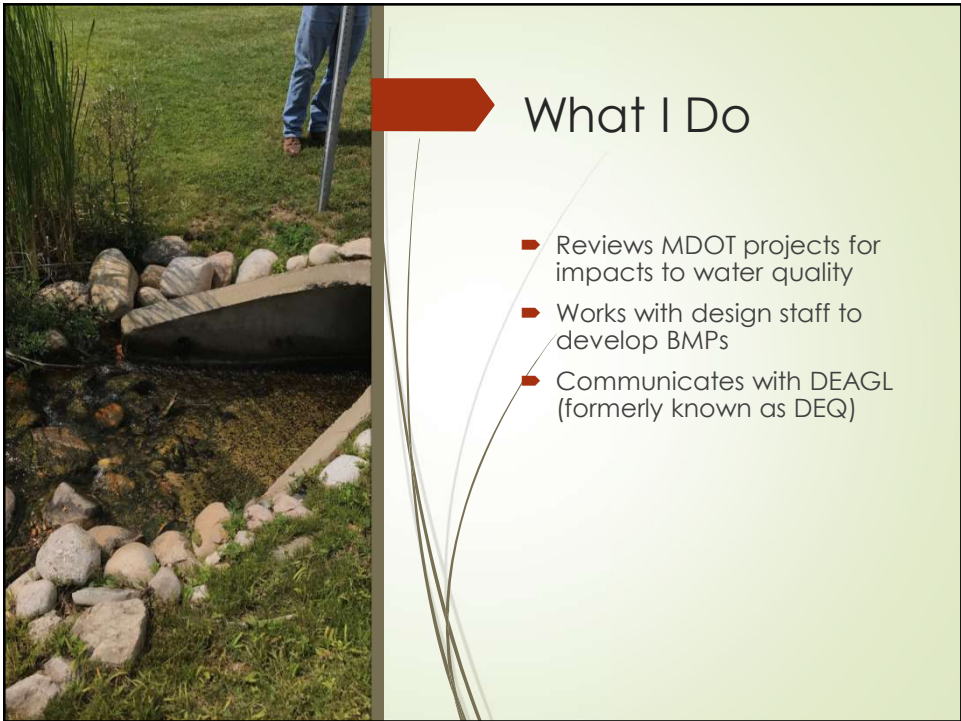 What I Do
Reviews MDOT projects for
impacts to water quality
Works with design staff to
develop BMPs
Communicates with DEAGL
(formerly known as DEQ)